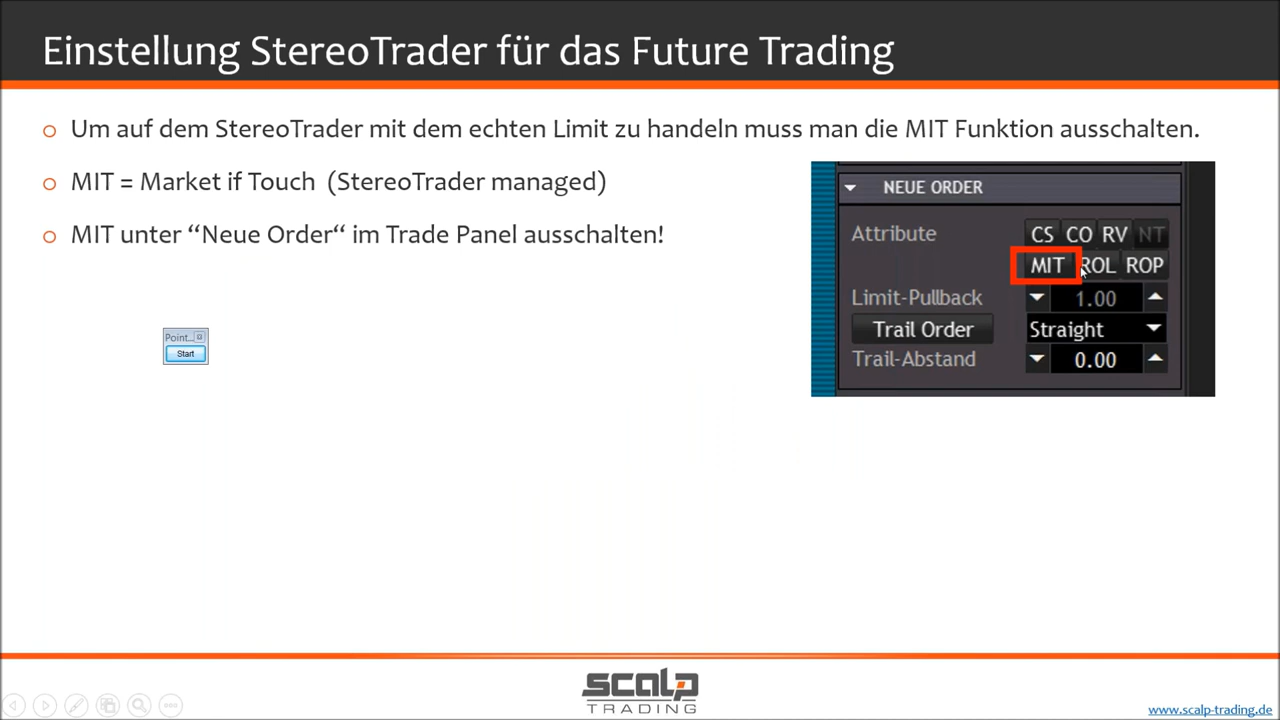 Einstellung StereoTrader für das Future Trading
Um auf dem StereoTrader mit dem echten Limit zu handeln muss man die MIT Funktion ausschalten.
MIT = Market if Touch (StereoTrader managed)
MIT unter “Neue Order“ im Trade Panel ausschalten!
NEUE ORDER
Attribute CS CO RV NT
MIT ROL ROP
Limit-Pullback 1.00
Trail Order Straight
Trail-Abstand 0.00
Point...
Start
scalp
TRADING
www.scalp-trading.de